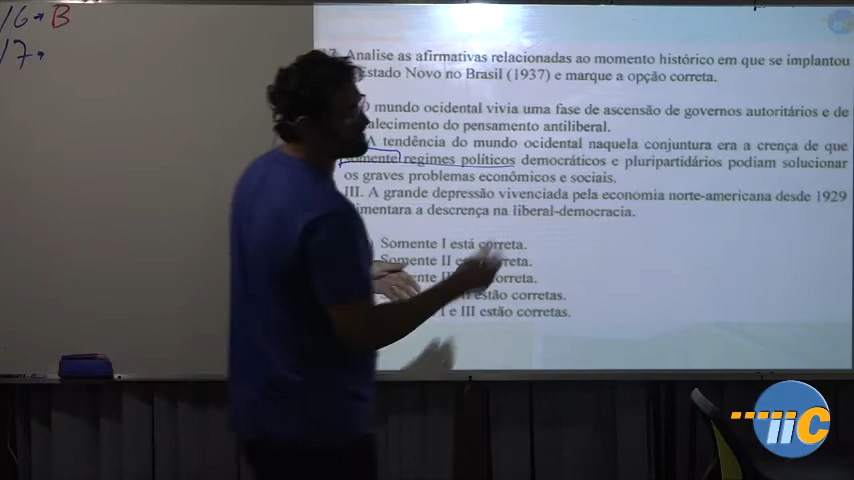 16 → B
17 →
Analise as afirmativas relacionadas ao momento histórico em que se implantou
Estado Novo no Brasil (1937) e marque a opção correta.
O mundo ocidental vivia uma fase de ascensão de governos autoritários e de
alecimento do pensamento antiliberal.
A tendência do mundo ocidental naquela conjuntura era a crença de que
somente regimes políticos democráticos e pluripartidários podiam solucionar
os graves problemas econômicos e sociais.
III. A grande depressão vivenciada pela economia norte-americana desde 1929
limentara a descrença na liberal-democracia.
Somente I está correta.
Somente II correta.
ente correta.
estão corretas.
I e III estão corretas.
iiC